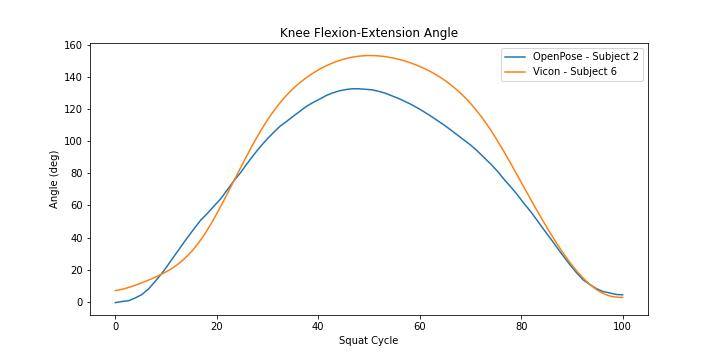 Knee Flexion-Extension Angle
OpenPose - Subject 2
Vicon - Subject 6
160
140
120
100
80
60
40
20
0
Angle (deg)
0 20 40 60 80 100
Squat Cycle